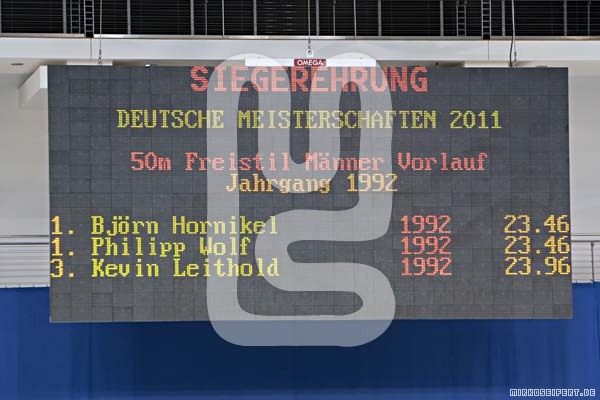 OMEGA
SIEGEREHRUNG
DEUTSCHE MEISTERSCHAFTEN 2011
50m Freistil Männer Vorlauf
Jahrgang 1992
1. Björn Hornikel 1992 23.46
1. Philipp Wolf 1992 23.46
3. Kevin Leithold 1992 23.96
MIRKOSEIFERT.DE